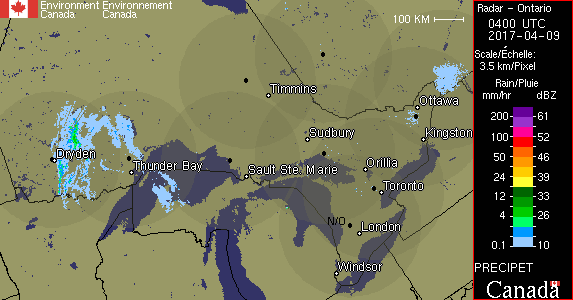 Environment Environnement
Canada Canada
100 KM
Timmins
Ottawa
Sudbury
Kingston
Dryden
Thunder Bay
Sault Ste. Marie
Orillia
Toronto
N/O
London
Windsor
Radar - Ontario
0400 UTC
2017-04-09
Scale/Échelle:
3.5 km/Pixel
Rain/Pluie
mm/hr dBZ
200 61
100 52
50 46
24 39
12 33
4 26
0.1 10
PRECIPET
Canada